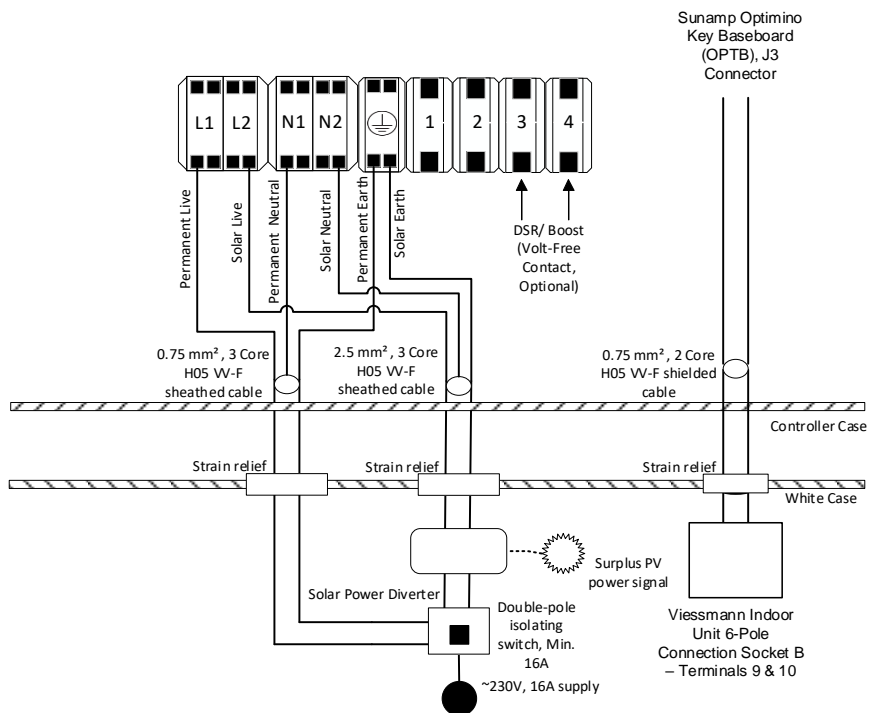 Sunamp Optimino
Key Baseboard
(OPTB), J3
Connector
L1
L2
N1
N2
1
2
3
4
Permanent Live
Solar Live
Permanent Neutral
Solar Neutral
Permanent Earth
Solar Earth
DSR/ Boost
(Volt-Free
Contact,
Optional)
0.75 mm², 3 Core
H05 VV-F
sheathed cable
2.5 mm², 3 Core
H05 VV-F
sheathed cable
0.75 mm², 2 Core
H05 VV-F shielded
cable
Controller Case
Strain relief
Strain relief
Strain relief
White Case
Surplus PV
power signal
Solar Power Diverter
Double-pole
isolating
switch, Min.
16A
~230V, 16A supply
Viessmann Indoor
Unit 6-Pole
Connection Socket B
– Terminals 9 & 10